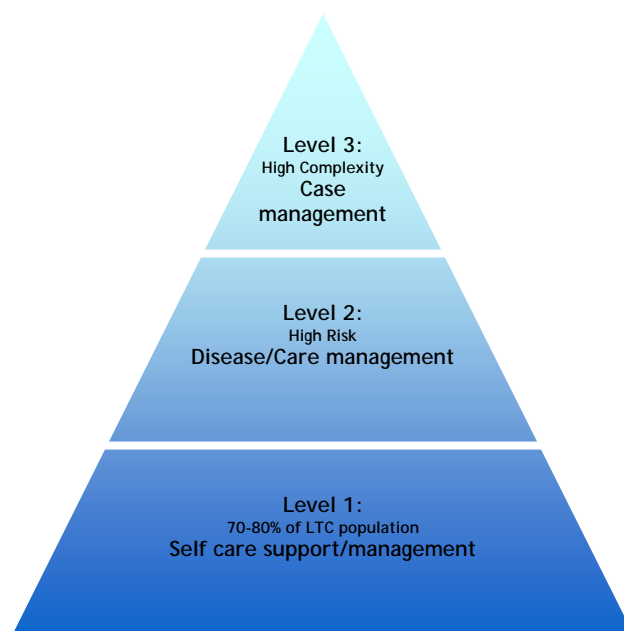 Level 3:
High Complexity
Case
management
Level 2:
High Risk
Disease/Care management
Level 1:
70-80% of LTC population
Self care support/management